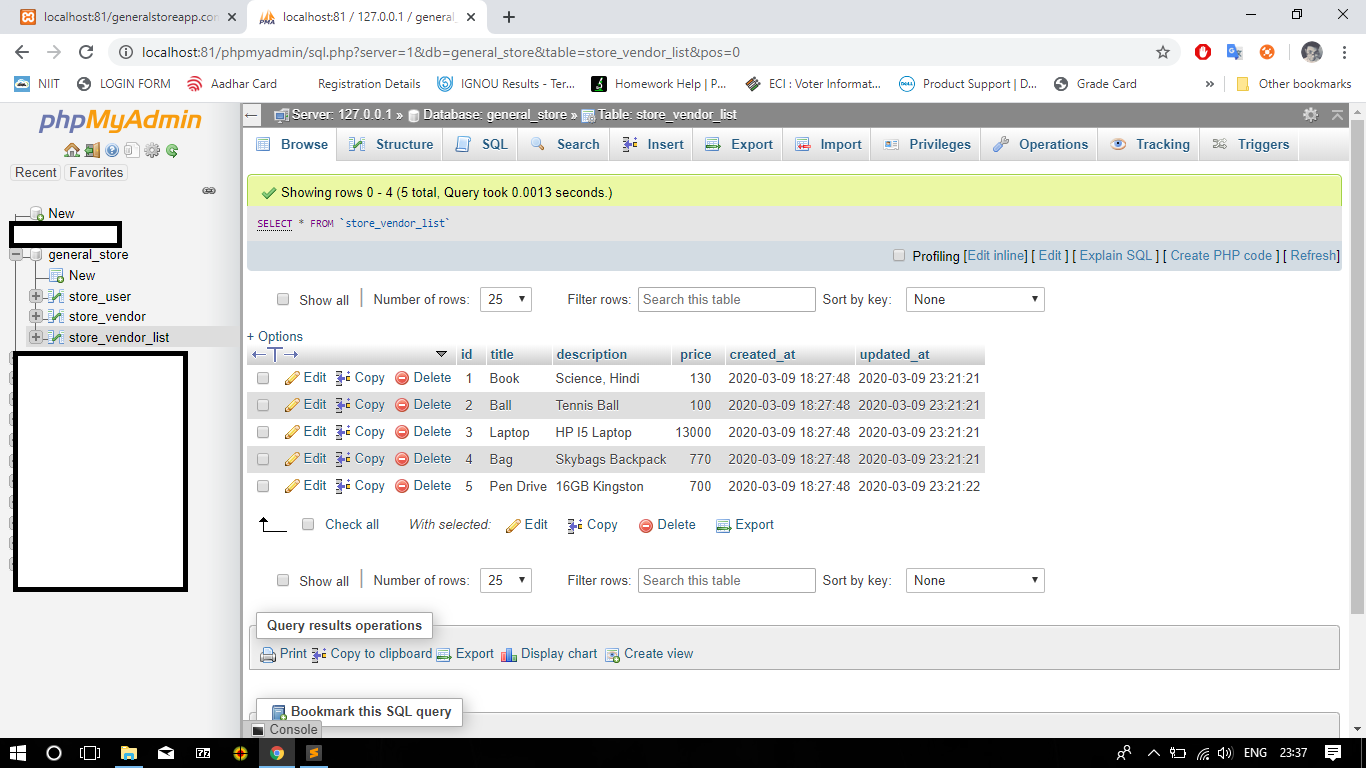 localhost:81/generalstoreapp.con
localhost:81 / 127.0.0.1 / general_
localhost:81/phpmyadmin/sql.php?server=1&db=general_store&table=store_vendor_list&pos=0
NIIT LOGIN FORM Aadhar Card Registration Details IGNOU Results - Ter... Homework Help | P... ECI : Voter Informat... Product Support | D... Grade Card » Other bookmarks
phpMyAdmin
Recent Favorites
New
general_store
New
store_user
store_vendor
store_vendor_list
Server: 127.0.0.1 » Database: general_store » Table: store_vendor_list
Browse Structure SQL Search Insert Export Import Privileges Operations Tracking Triggers
Showing rows 0 - 4 (5 total, Query took 0.0013 seconds.)
SELECT * FROM `store_vendor_list`
Profiling [Edit inline] [ Edit ] [ Explain SQL ] [ Create PHP code ] [ Refresh]
Show all | Number of rows: 25 Filter rows: Search this table Sort by key: None
+ Options
←T→ id title description price created_at updated_at
Edit Copy Delete 1 Book Science, Hindi 130 2020-03-09 18:27:48 2020-03-09 23:21:21
Edit Copy Delete 2 Ball Tennis Ball 100 2020-03-09 18:27:48 2020-03-09 23:21:21
Edit Copy Delete 3 Laptop HP I5 Laptop 13000 2020-03-09 18:27:48 2020-03-09 23:21:21
Edit Copy Delete 4 Bag Skybags Backpack 770 2020-03-09 18:27:48 2020-03-09 23:21:21
Edit Copy Delete 5 Pen Drive 16GB Kingston 700 2020-03-09 18:27:48 2020-03-09 23:21:22
Check all With selected: Edit Copy Delete Export
Show all | Number of rows: 25 Filter rows: Search this table Sort by key: None
Query results operations
Print Copy to clipboard Export Display chart Create view
Bookmark this SQL query
Console
7z ENG 23:37